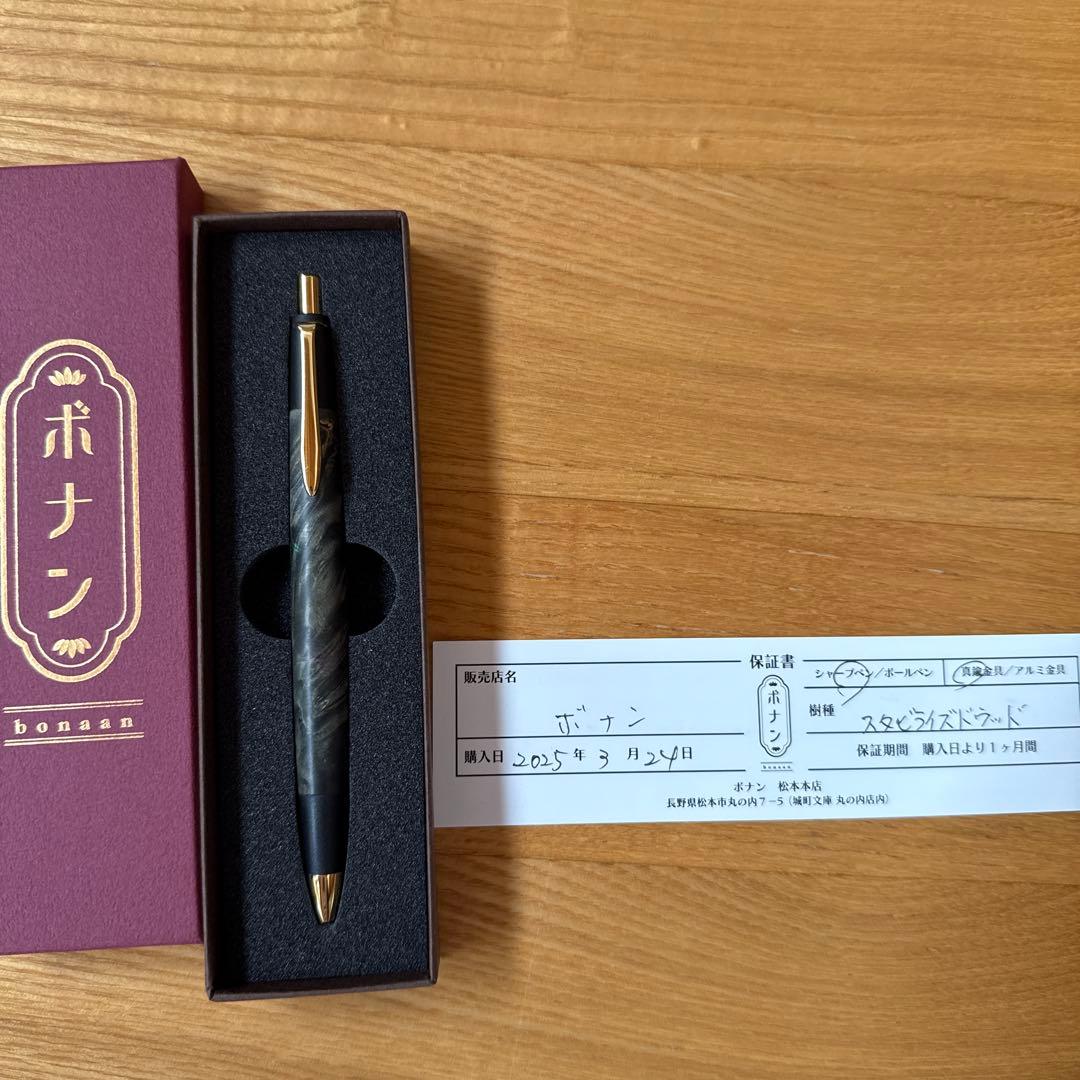 ボナン
bonaan
保証書
販売店名
ボナン
購入日 2025年 3月24日
シャープペン/ボールペン
真鍮金具/アルミ金具
樹種 スタビライズドウッド
保証期間 購入日より1ヶ月間
ボナン
bonaan
ボナン 松本本店
長野県松本市丸の内7-5(城町文庫 丸の内店内)